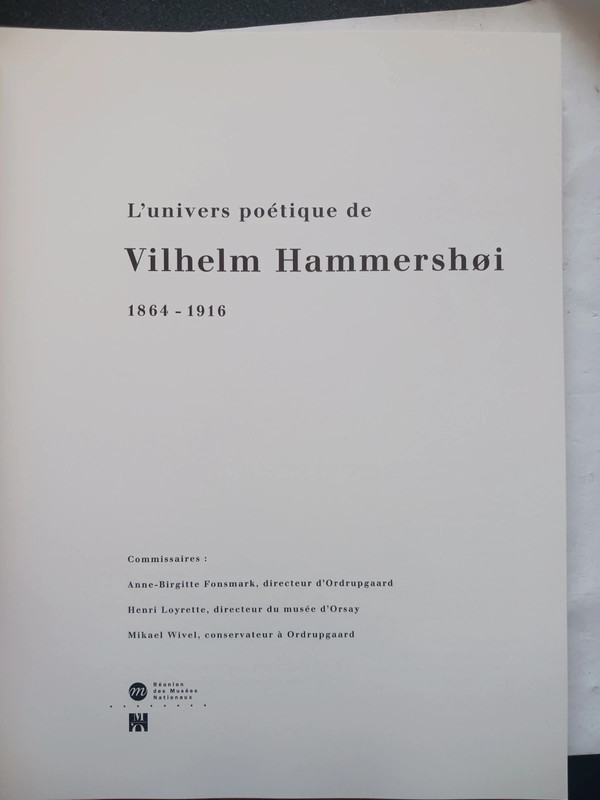 L'univers poétique de
Vilhelm Hammershøi
1864 - 1916
Commissaires :
Anne-Birgitte Fonsmark, directeur d'Ordrupgaard
Henri Loyrette, directeur du musée d'Orsay
Mikael Wivel, conservateur à Ordrupgaard
m
Réunion
des Musées
Nationaux
MO